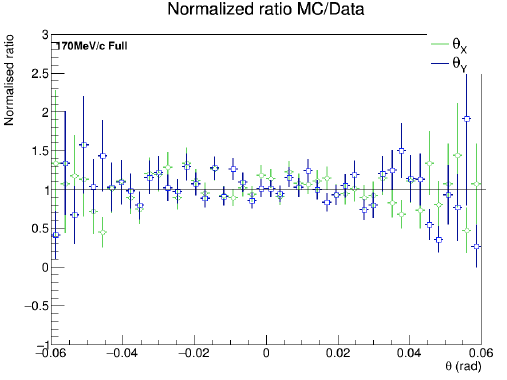 Normalized ratio MC/Data
Normalised ratio
170MeV/c Full
θX
θY
3
2.5
2
1.5
1
0.5
0
−0.5
−1
−0.06
−0.04
−0.02
0
0.02
0.04
0.06
θ (rad)